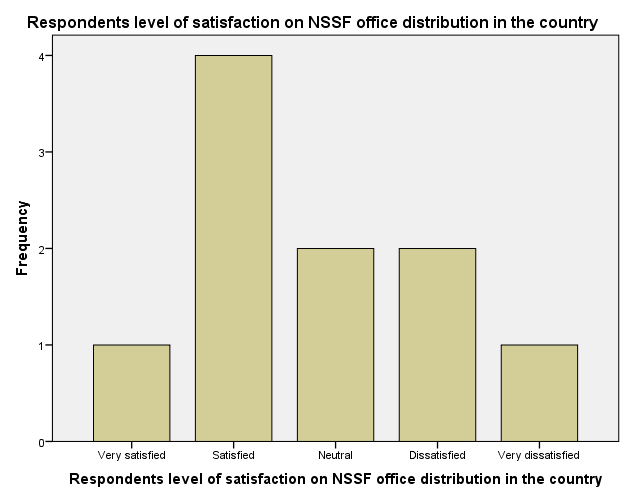 Respondents level of satisfaction on NSSF office distribution in the country
Frequency
4
3
2
1
0
Very satisfied
Satisfied
Neutral
Dissatisfied
Very dissatisfied
Respondents level of satisfaction on NSSF office distribution in the country